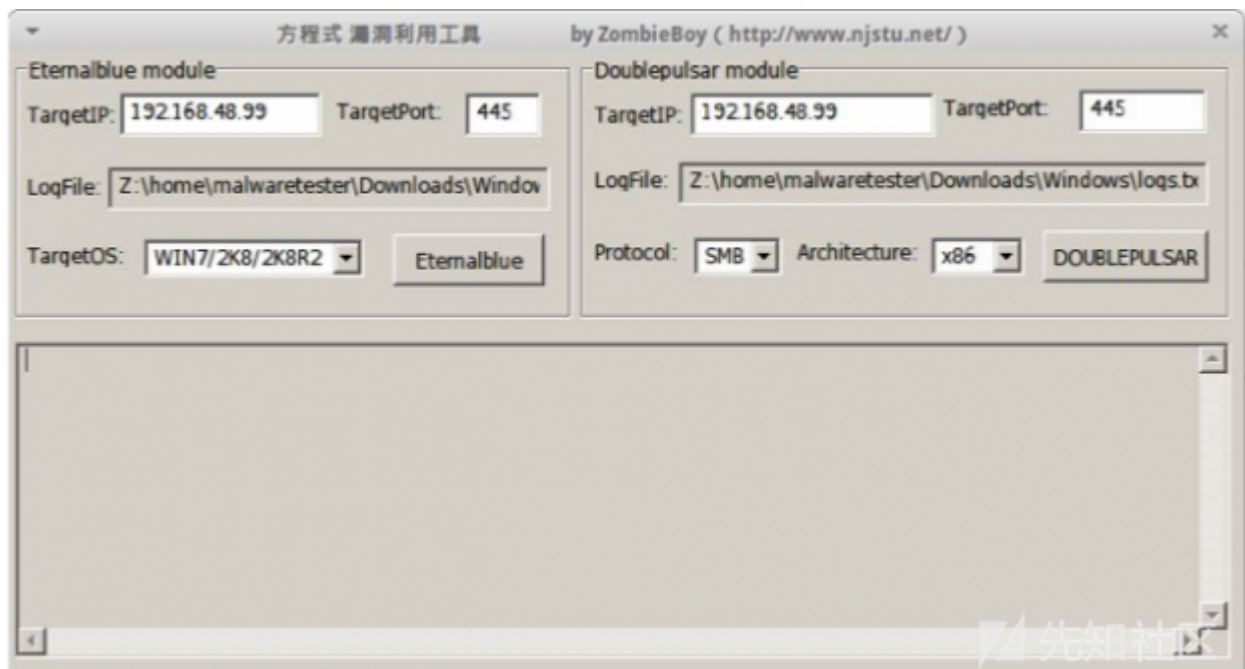 方程式 漏洞利用工具 by ZombieBoy ( http://www.njstu.net/ )
Eternalblue module
TargetIP: 192.168.48.99 TargetPort: 445
LogFile: Z:\home\malwaretester\Downloads\Window
TargetOS: WIN7/2K8/2K8R2 Eternalblue
Doublepulsar module
TargetIP: 192.168.48.99 TargetPort: 445
LogFile: Z:\home\malwaretester\Downloads\Windows\logs.tx
Protocol: SMB Architecture: x86 DOUBLEPULSAR
先知社区